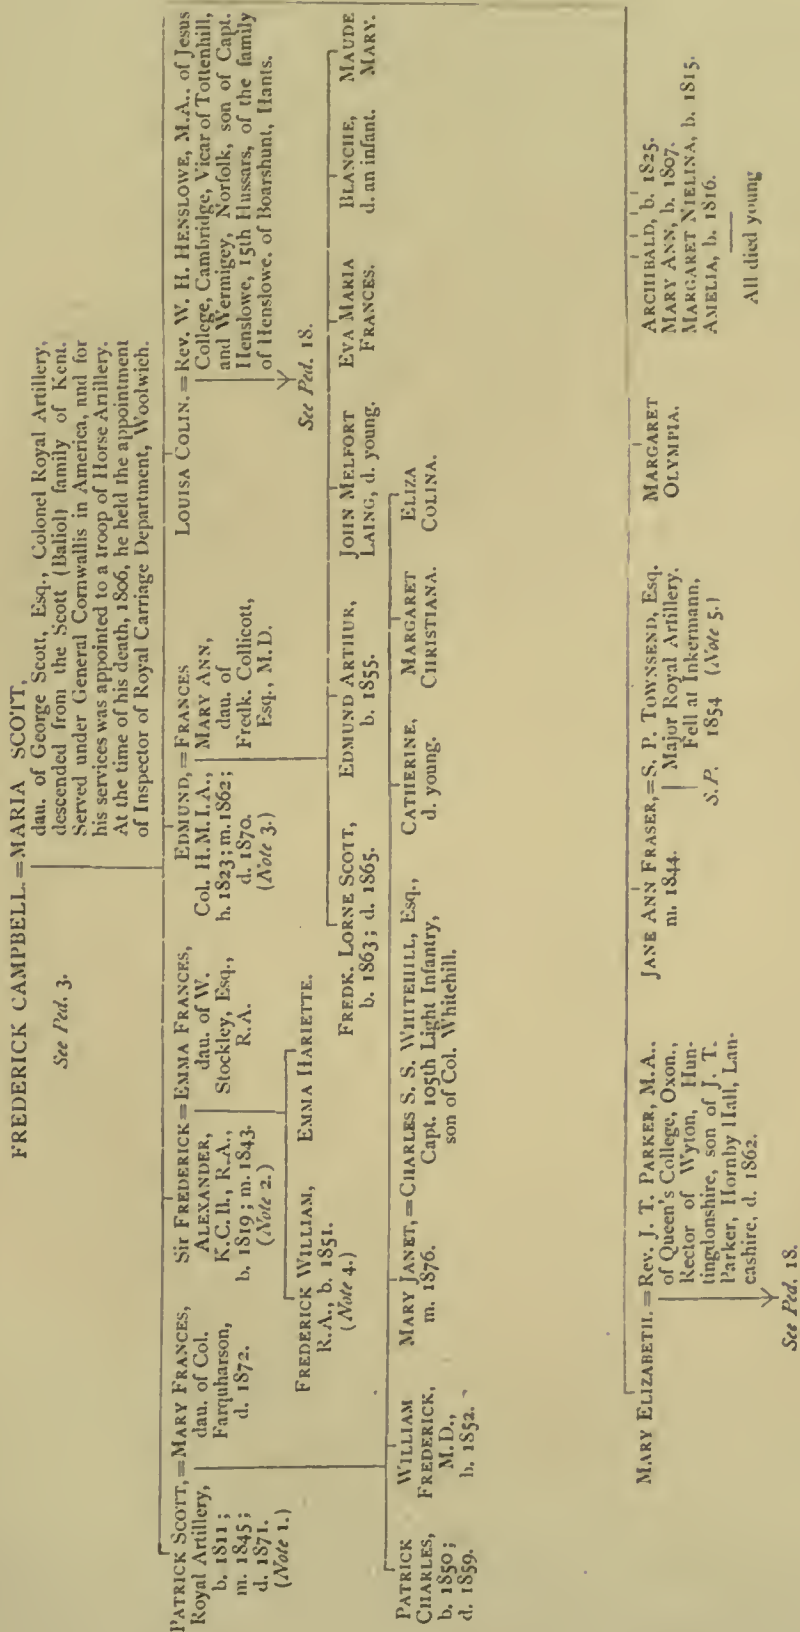 FREDERICK CAMPBELL. = MARIA SCOTT,
See Ped. 3.
dau. of George Scott, Esq., Colonel Royal Artillery,
descended from the Scott (Baliol) family of Kent.
Served under General Cornwallis in America, and for
his services was appointed to a troop of Horse Artillery.
At the time of his death, 1806, he held the appointment
of Inspector of Royal Carriage Department, Woolwich.
PATRICK SCOTT, = MARY FRANCES,
Royal Artillery,
b. 1811;
m. 1845;
d. 1871.
(Note 1.)
dau. of Col.
Farquharson,
d. 1872.
Sir FREDERICK = EMMA FRANCES,
ALEXANDER,
K.C.B., R.A.,
b. 1819; m. 1843.
(Note 2.)
dau. of W.
Stockley, Esq.,
R.A.
EDMUND, = FRANCES
Col. H.M.I.A.,
b. 1823; m. 1862;
d. 1870.
(Note 3.)
MARY ANN,
dau. of
Fredk. Collicott,
Esq., M.D.
LOUISA COLIN. = Rev. W. H. HENSLOWE, M.A., of Jesus
College, Cambridge, Vicar of Tottenhill,
and Wermigey, Norfolk, son of Capt.
Henslowe, 15th Hussars, of the family
of Henslowe, of Boarshunt, Hants.
See Ped. 18.
FREDERICK WILLIAM,
R.A., b. 1851.
(Note 4.)
EMMA HARIETTE.
FREDK. LORNE SCOTT,
b. 1863; d. 1865.
EDMUND ARTHUR,
b. 1855.
JOHN MELFORT
LAING, d. young.
EVA MARIA
FRANCES.
BLANCHE,
d. an infant.
MAUDE
MARY.
PATRICK
CHARLES,
b. 1850;
d. 1859.
WILLIAM
FREDERICK,
M.D.,
b. 1852.
MARY JANET, = CHARLES S. S. WHITEHILL, Esq.,
m. 1876.
Capt. 105th Light Infantry,
son of Col. Whitehill.
CATHERINE,
d. young.
MARGARET
CHRISTIANA.
ELIZA
COLINA.
MARY ELIZABETH. = Rev. J. T. PARKER, M.A.,
of Queen's College, Oxon.,
Rector of Wyton, Hun-
tingdonshire, son of J. T.
Parker, Hornby Hall, Lan-
cashire, d. 1862.
See Ped. 18.
JANE ANN FRASER, = S. P. TOWNSEND, Esq.
m. 1844.
Major Royal Artillery.
Fell at Inkermann,
S.P. 1854 (Note 5.)
MARGARET
OLYMPIA.
ARCHIBALD, b. 1825.
MARY ANN, b. 1807.
MARGARET NIELINA, b. 1815.
AMELIA, b. 1816.
All died young